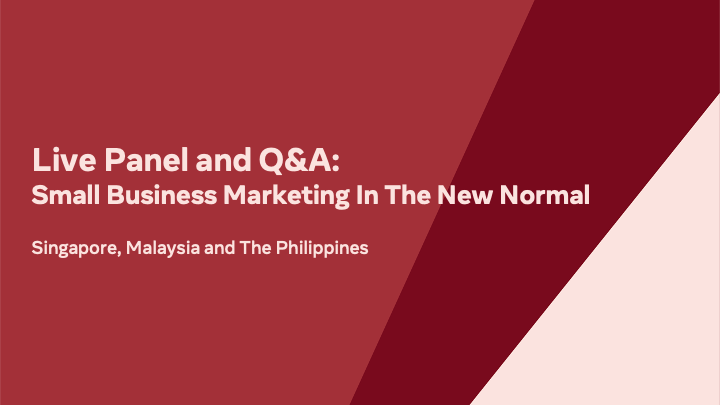 Live Panel and Q&A:
Small Business Marketing In The New Normal
Singapore, Malaysia and The Philippines